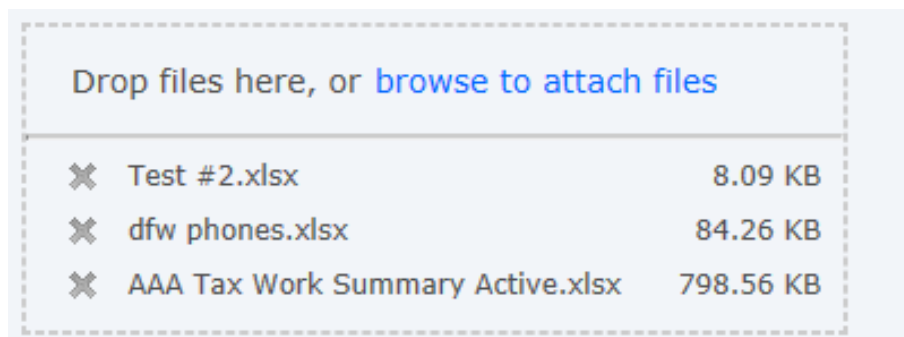 Drop files here, or browse to attach files
Test #2.xlsx 8.09 KB
dfw phones.xlsx 84.26 KB
AAA Tax Work Summary Active.xlsx 798.56 KB